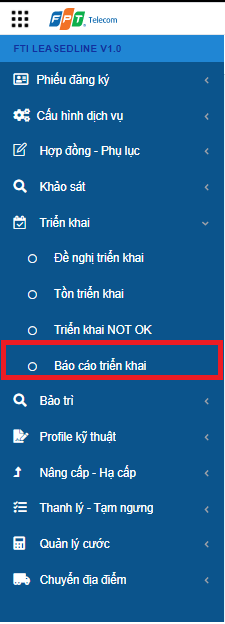 FPT Telecom
FTI LEASEDLINE V1.0
Phiếu đăng ký
Cấu hình dịch vụ
Hợp đồng - Phụ lục
Khảo sát
Triển khai
Đề nghị triển khai
Tồn triển khai
Triển khai NOT OK
Báo cáo triển khai
Bảo trì
Profile kỹ thuật
Nâng cấp - Hạ cấp
Thanh lý - Tạm ngưng
Quản lý cước
Chuyển địa điểm